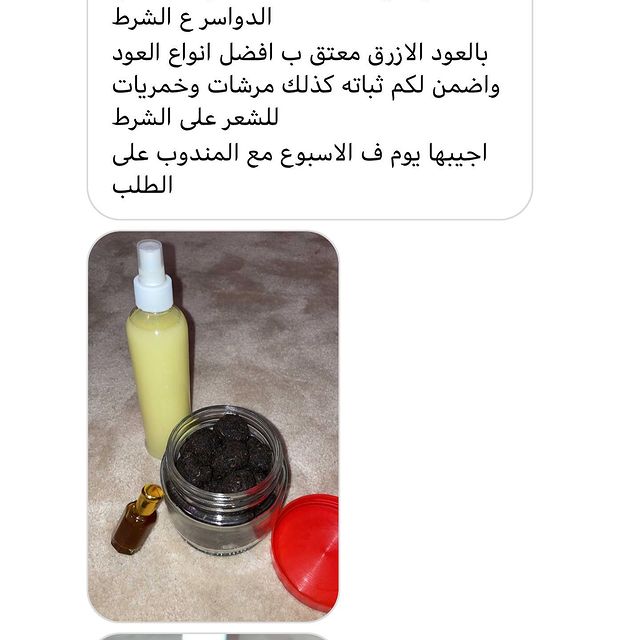 الدواسر ع الشرط
بالعود الازرق معتق ب افضل انواع العود
واضمن لكم ثباته كذلك مرشات وخمريات
للشعر على الشرط
اجيبها يوم ف الاسبوع مع المندوب على
الطلب